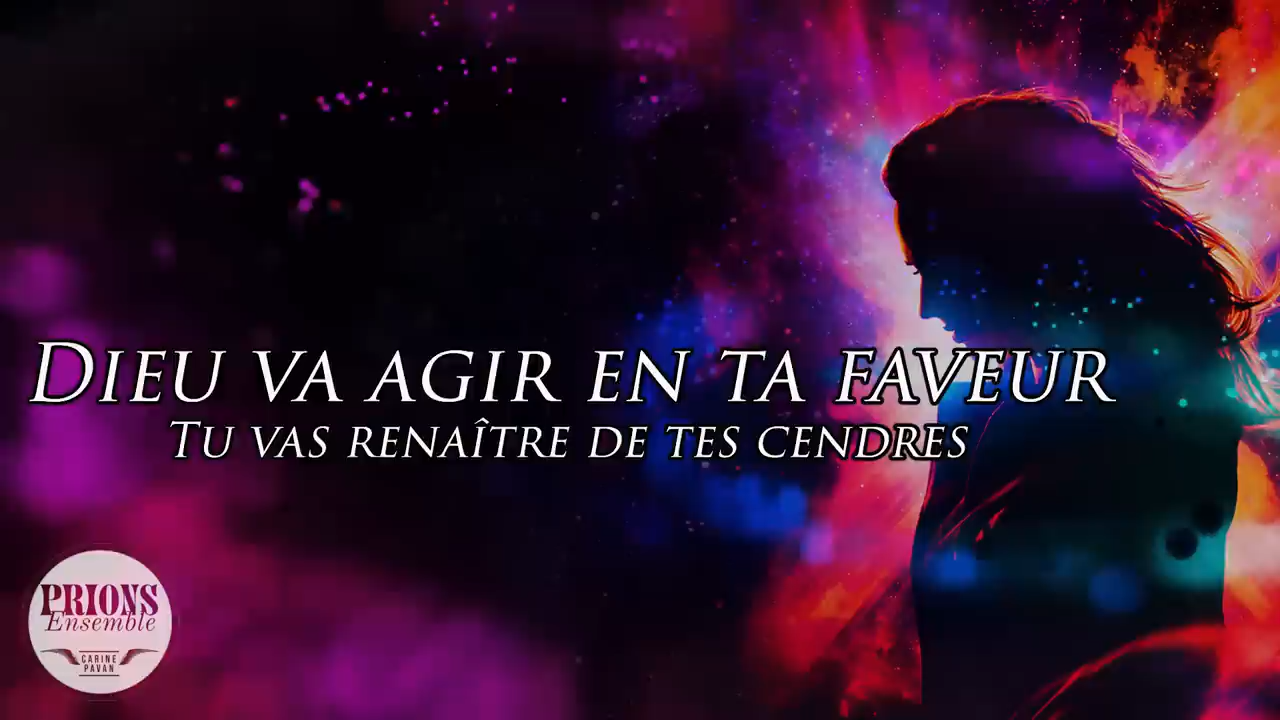 Dieu va agir en ta faveur
Tu vas renaître de tes cendres
PRIONS
Ensemble
CARINE
PAVAN